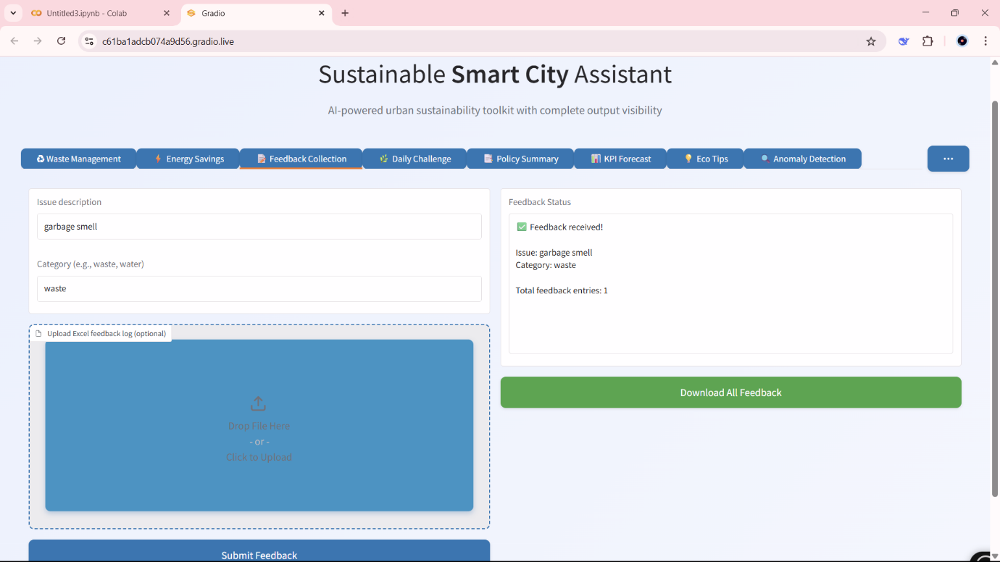 Untitled3.ipynb - Colab
Gradio
c61ba1adcb074a9d56.gradio.live
Sustainable Smart City Assistant
AI-powered urban sustainability toolkit with complete output visibility
Waste Management
Energy Savings
Feedback Collection
Daily Challenge
Policy Summary
KPI Forecast
Eco Tips
Anomaly Detection
Issue description
garbage smell
Category (e.g., waste, water)
waste
Upload Excel feedback log (optional)
Drop File Here
- or -
Click to Upload
Submit Feedback
Feedback Status
✅ Feedback received!
Issue: garbage smell
Category: waste
Total feedback entries: 1
Download All Feedback